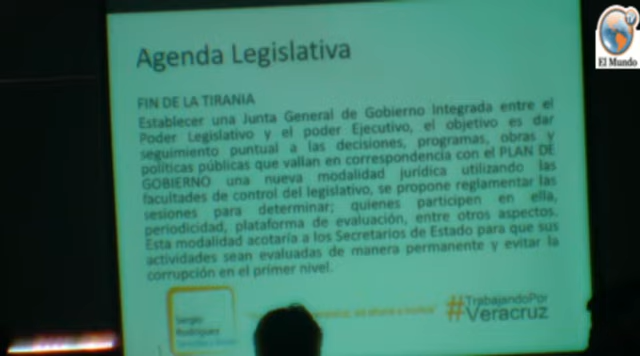 El Mundo
Agenda Legislativa
FIN DE LA TIRANIA
Establecer una Junta General de Gobierno Integrada entre el
Poder Legislativo y el poder Ejecutivo, el objetivo es dar
seguimiento puntual a las decisiones, programas, obras y
políticas públicas que vallan en correspondencia con el PLAN DE
GOBIERNO una nueva modalidad jurídica utilizando las
facultades de control del legislativo, se propone reglamentar las
sesiones para determinar; quienes participen en ella,
periodicidad, plataforma de evaluación, entre otros aspectos.
Esta modalidad acotaría a los Secretarios de Estado para que sus
actividades sean evaluadas de manera permanente y evitar la
corrupción en el primer nivel.
Sergio
Rodríguez
#TrabajandoPor
Veracruz